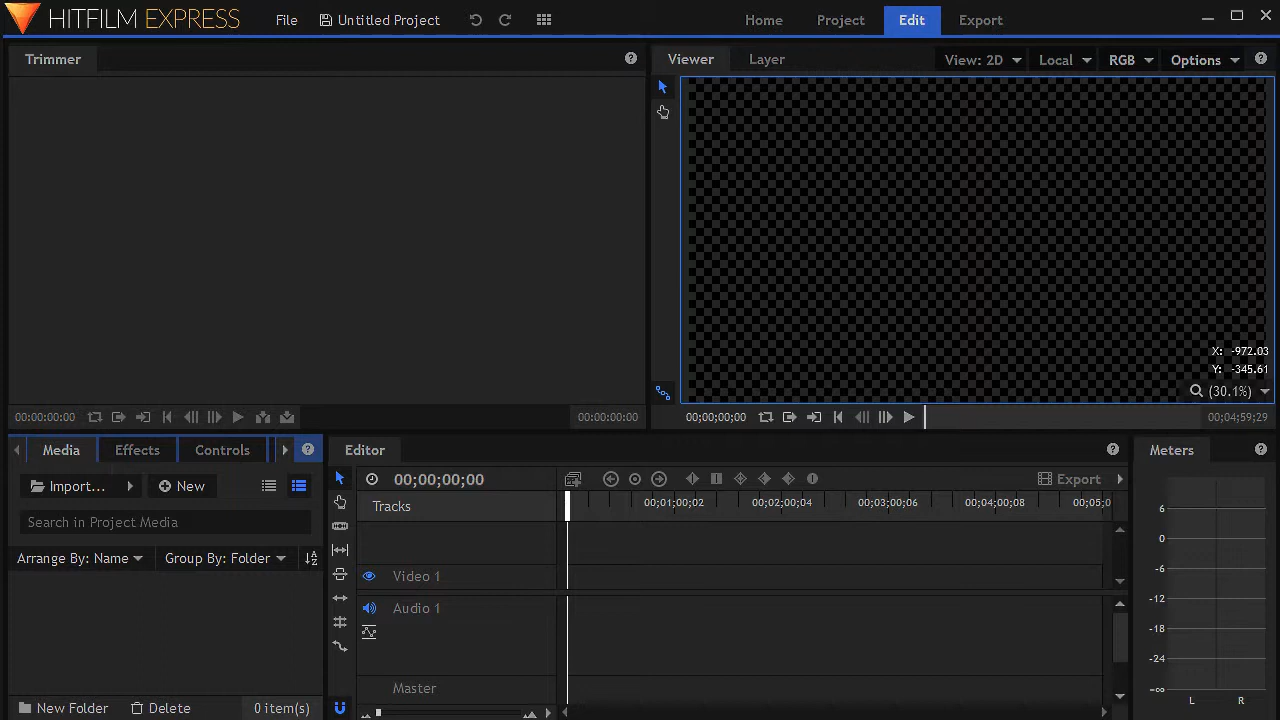 HITFILM EXPRESS File Untitled Project Home Project Edit Export
Trimmer Viewer Layer View: 2D Local RGB Options
X: -972.03
Y: -345.61
(30.1%)
00:00:00:00 00:00:00:00 00;00;00;00 00;04;59;29
Media Effects Controls Editor Meters
Import... New 00;00;00;00 Export
Search in Project Media Tracks 00;01;00;02 00;02;00;04 00;03;00;06 00;04;00;08 00;05;0
Arrange By: Name Group By: Folder
Video 1
Audio 1
Master
6
0
-6
-12
-18
-24
-∞
L R
New Folder Delete 0 item(s)